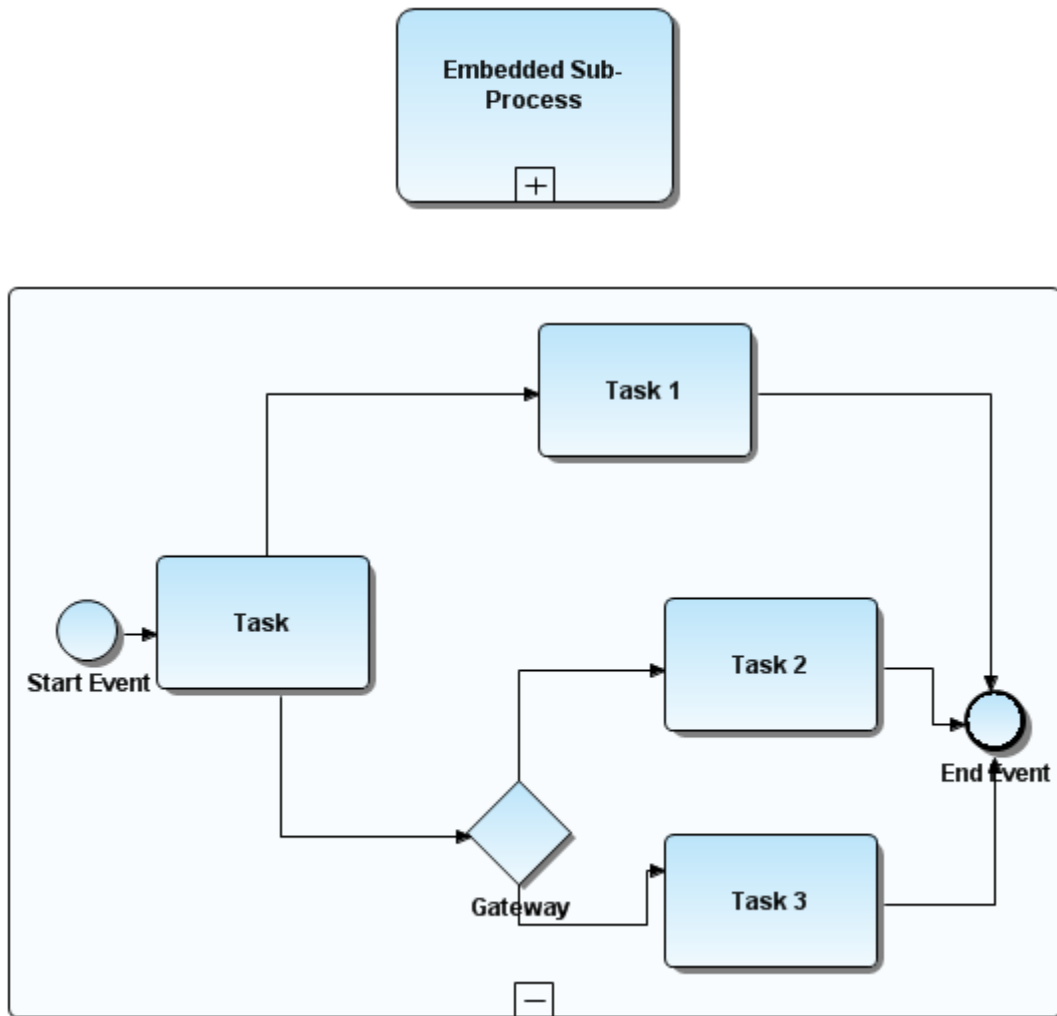 Embedded Sub-
Process
Task 1
Task
Start Event
Task 2
End Event
Gateway
Task 3